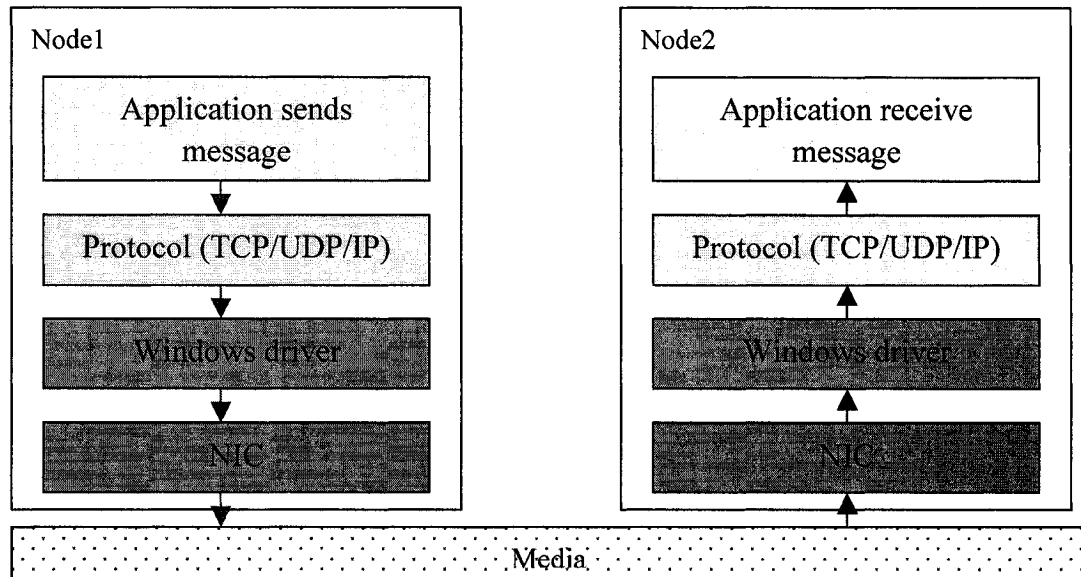 Node1
Application sends
message
Protocol (TCP/UDP/IP)
Windows driver
NIC
Node2
Application receive
message
Protocol (TCP/UDP/IP)
Windows driver
NIC
Media